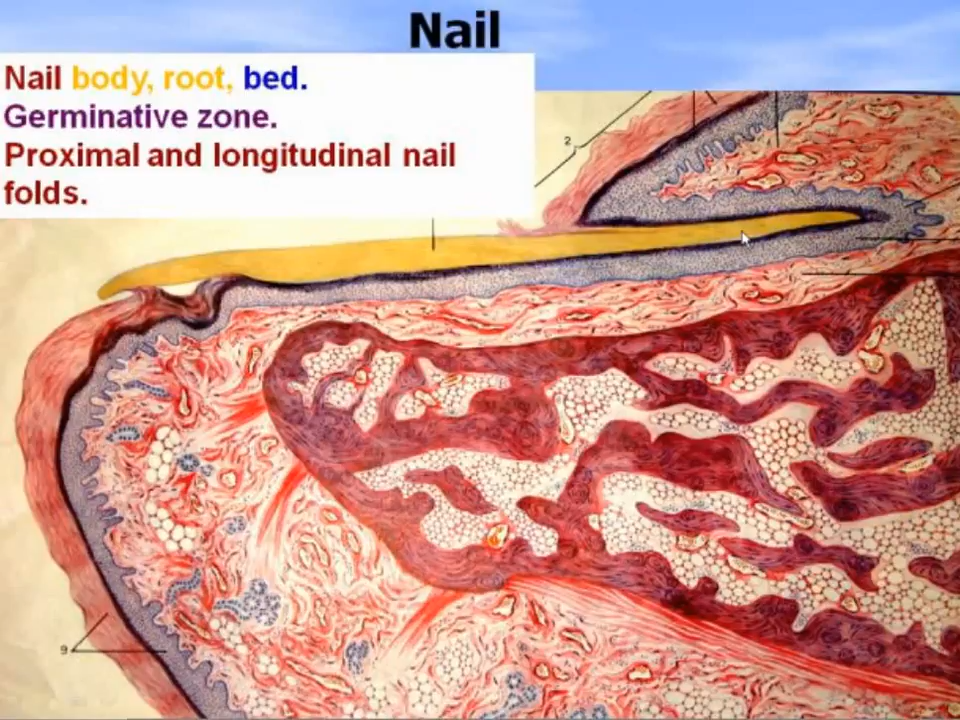 Nail
Nail body, root, bed.
Germinative zone.
Proximal and longitudinal nail
folds.
2
9